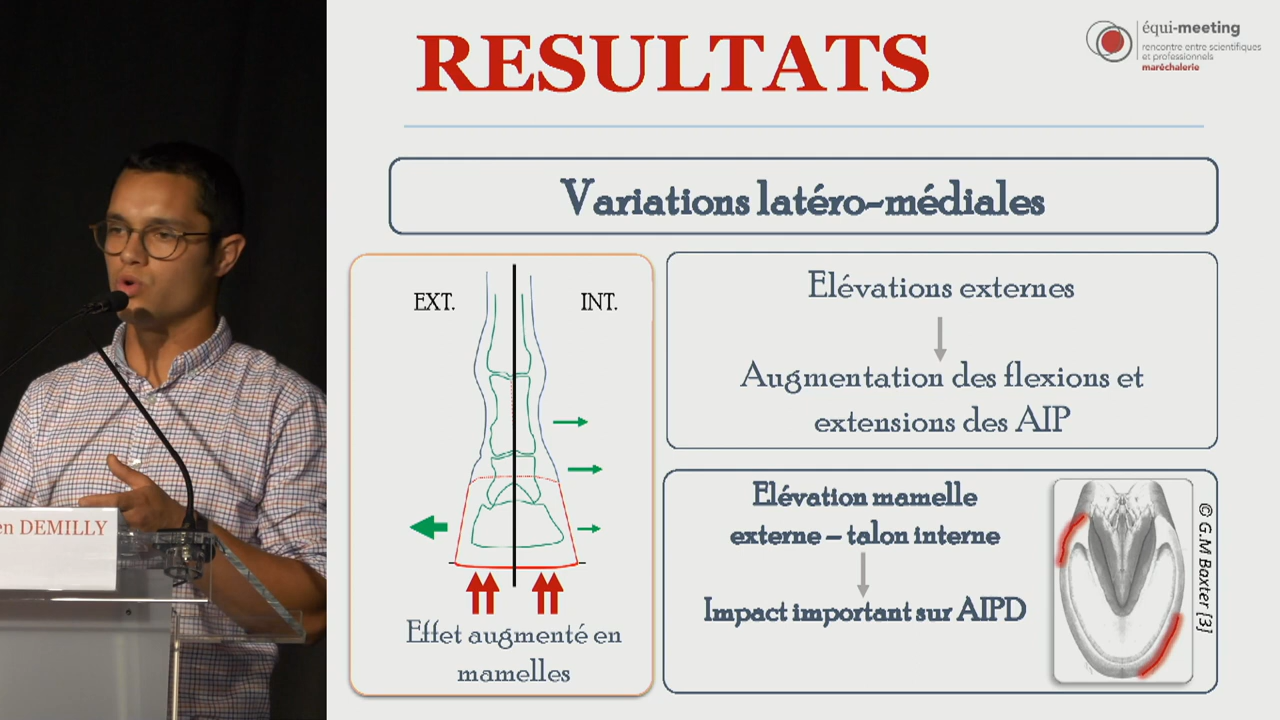 RESULTATS
équi-meeting
rencontre entre scientifiques
et professionnels
maréchalerie
Variations latéro-médiales
EXT.
INT.
Effet augmenté en
mamelles
Elévations externes
Augmentation des flexions et
extensions des AIP
Elévation mamelle
externe – talon interne
Impact important sur AIPD
© G.M Baxter [3]
en DEMILLY